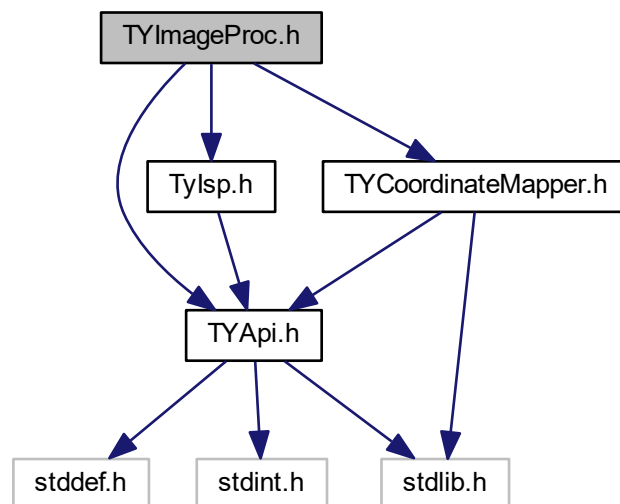 TYImageProc.h
TyIsp.h
TYCoordinateMapper.h
TYApi.h
stddef.h
stdint.h
stdlib.h